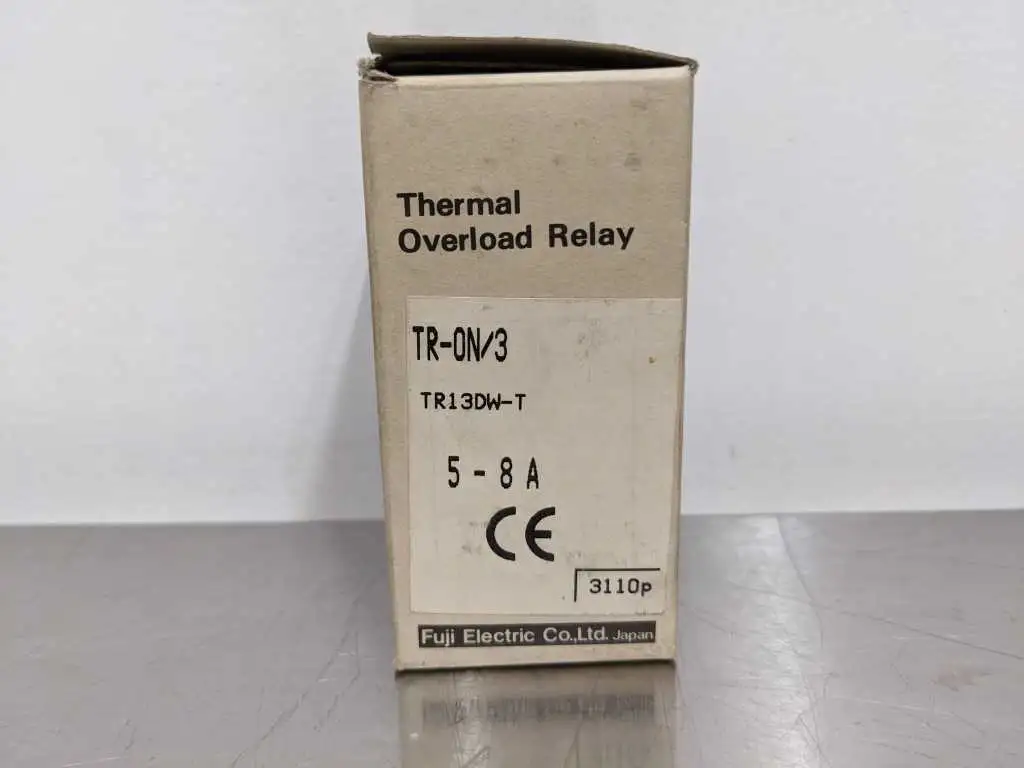 Thermal
Overload Relay
TR-0N/3
TR13DW-T
5 - 8 A
CE
3110p
Fuji Electric Co.,Ltd. Japan